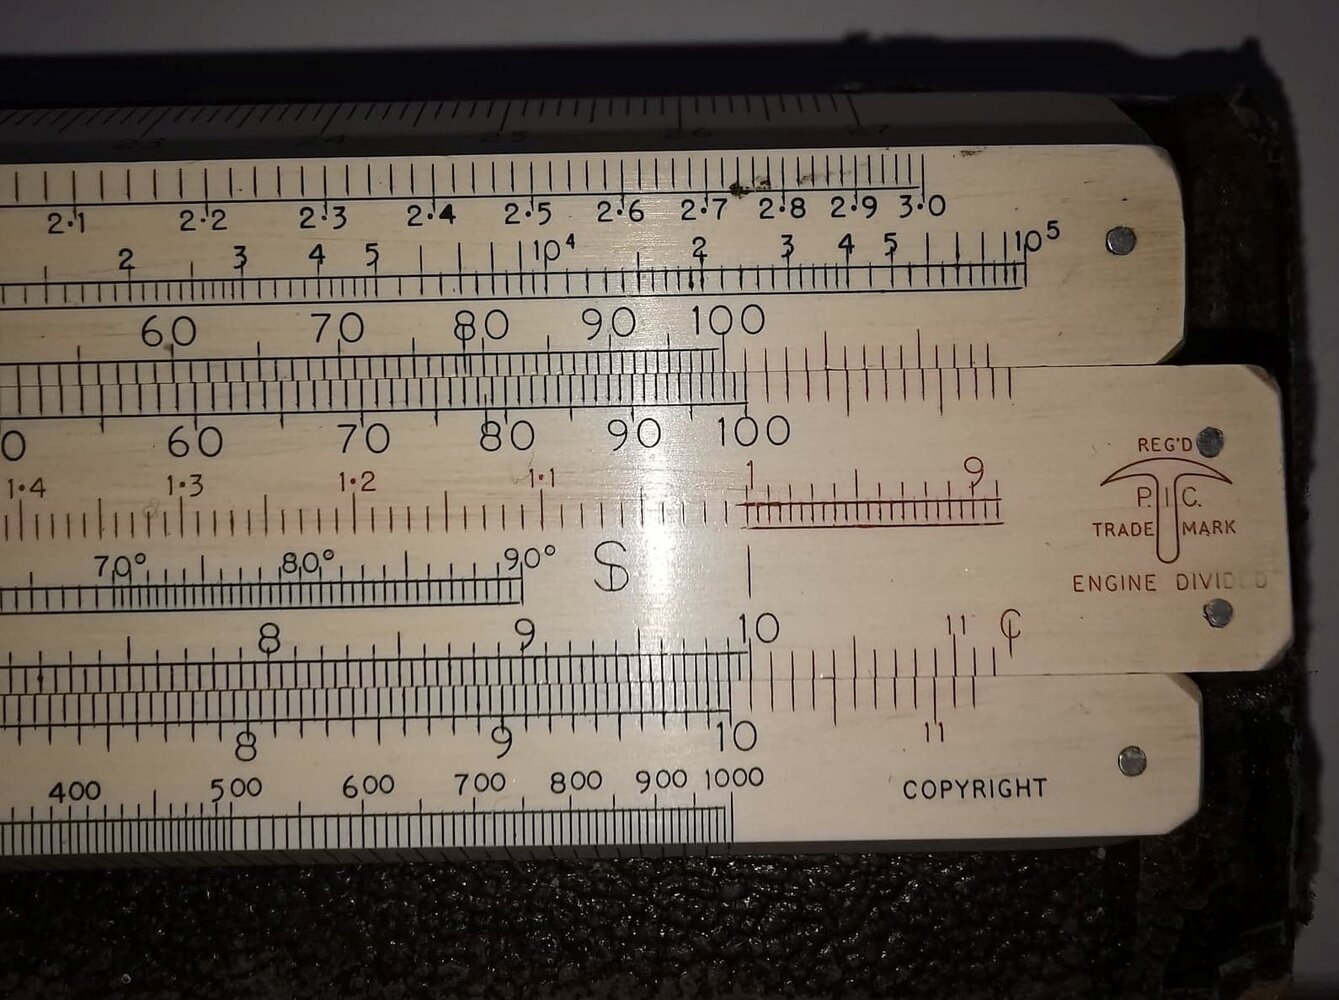 2·1 2·2 2·3 2·4 2·5 2·6 2·7 2·8 2·9 3·0
2 3 4 5 10⁴ 2 3 4 5 10⁵
60 70 80 90 100
0 60 70 80 90 100
1·4 1·3 1·2 1·1 1 9
70° 80° 90° S
8 9 10 11 C
8 9 10 11
400 500 600 700 800 900 1000
COPYRIGHT
REG'D
P.I C.
TRADE MARK
ENGINE DIVIDED